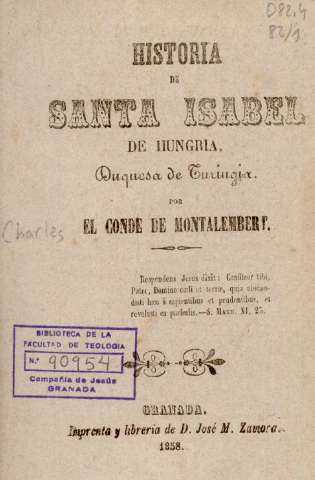 D82.4
82/1
HISTORIA
DE
SANTA ISABEL
DE HUNGRIA,
Duquesa de Turingia.
POR
EL CONDE DE MONTALEMBERT.
Charles
Respondens Jesus dixit: Confiteor tibi,
Pater, Domine cœli et terræ, quia abscon-
disti hæc à sapientibus et prudentibus, et
revelasti ea parvulis.—S. MATH. XI, 25.
BIBLIOTECA DE LA
FACULTAD DE TEOLOGIA
N.º 90954
Compañía de Jesús
GRANADA
GRANADA.
Imprenta y librería de D. José M. Zamora.
1858.